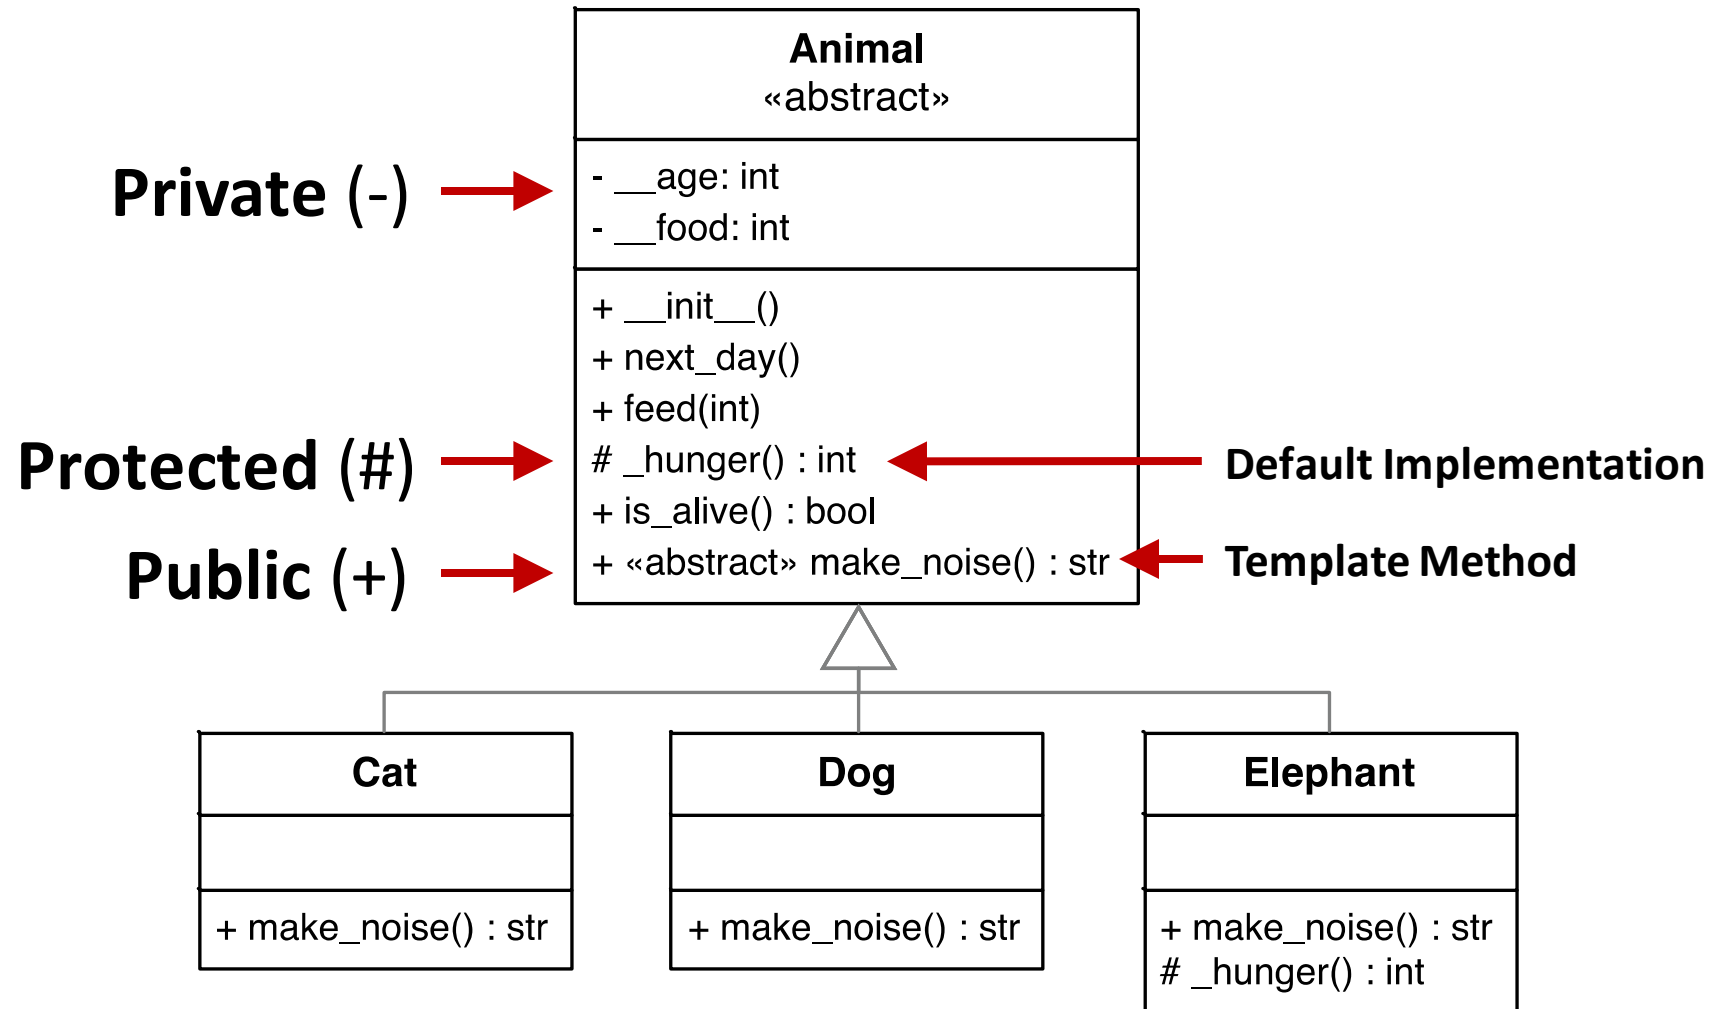 Animal
«abstract»
Private (-)
- __age: int
- __food: int
+ __init__()
+ next_day()
+ feed(int)
Protected (#)
# _hunger() : int
Default Implementation
+ is_alive() : bool
Public (+)
+ «abstract» make_noise() : str
Template Method
Cat
+ make_noise() : str
Dog
+ make_noise() : str
Elephant
+ make_noise() : str
# _hunger() : int